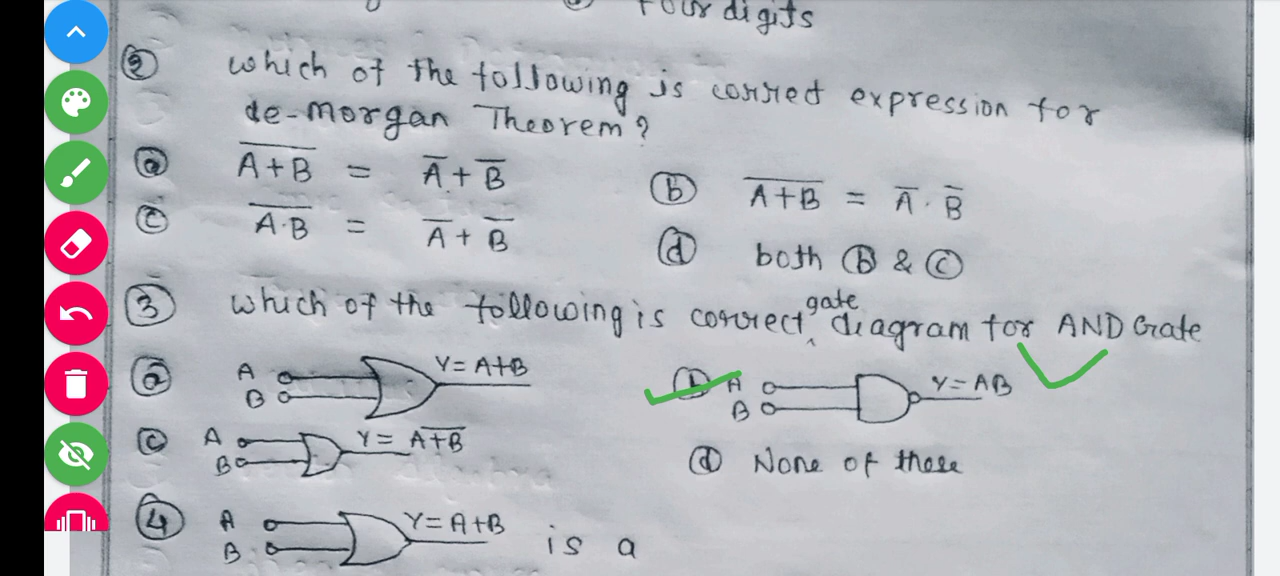 Four digits
② which of the following is correct expression for
de-morgan Theorem?
ⓐ A̅+̅B̅ = A̅ + B̅ ⓑ A̅+̅B̅ = A̅ . B̅
ⓒ A̅.̅B̅ = A̅ + B̅ ⓓ both Ⓑ & Ⓒ
③ which of the following is correct gate diagram for AND Gate
ⓐ A B Y = A+B ⓑ A B Y = AB
ⓒ A B Y = A̅+̅B̅ ⓓ None of these
④ A B Y = A+B is a